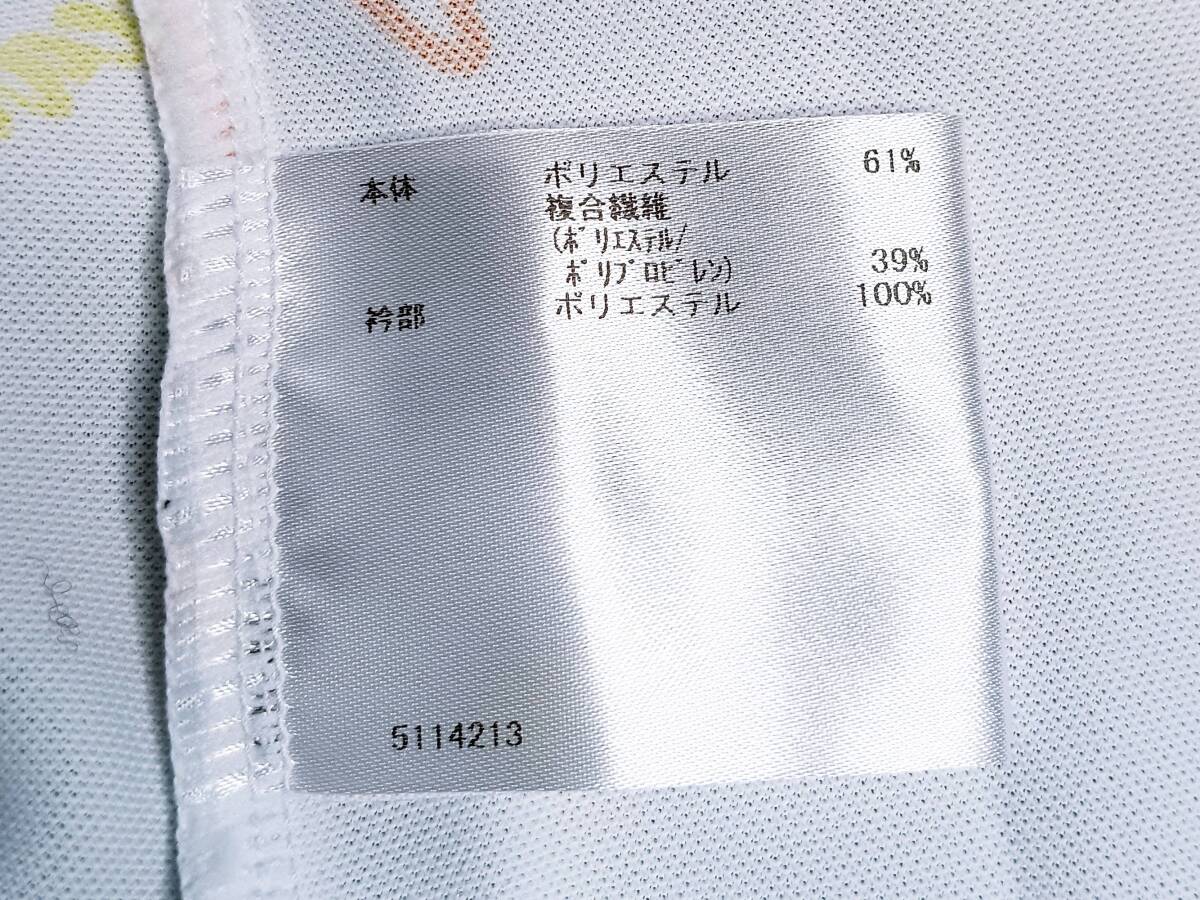 本体 ポリエステル 61%
複合繊維
(ポリエステル/
ポリプロピレン) 39%
衿部 ポリエステル 100%
5114213